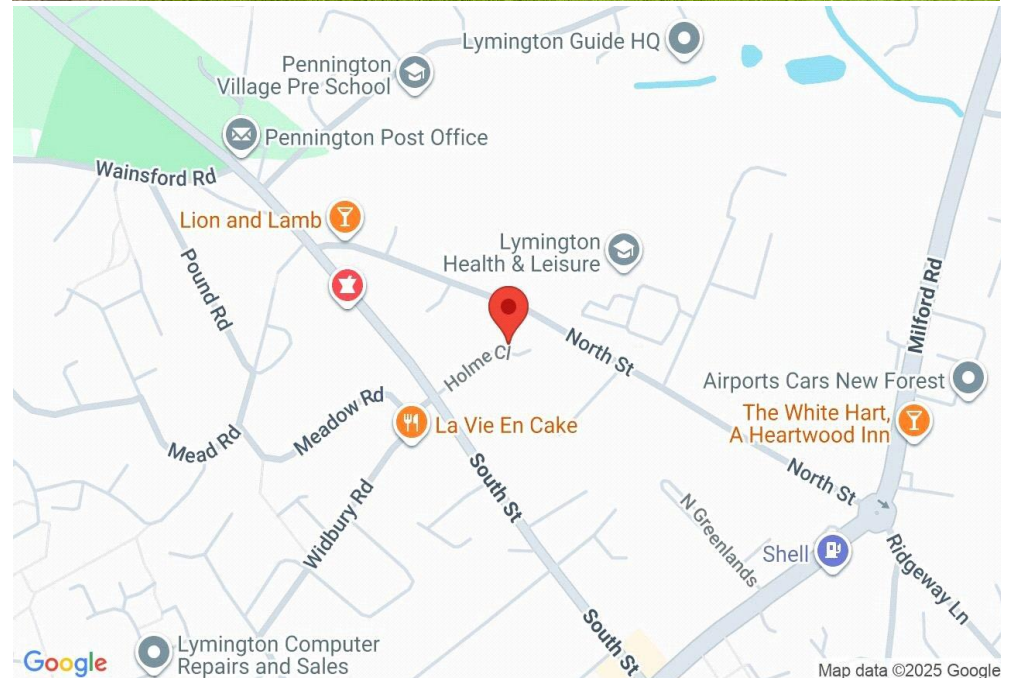 Lymington Guide HQ
Pennington
Village Pre School
Pennington Post Office
Wainsford Rd
Lion and Lamb
Lymington
Health & Leisure
Pound Rd
Milford Rd
North St
Holme Cl
Airports Cars New Forest
Meadow Rd
The White Hart,
A Heartwood Inn
La Vie En Cake
Mead Rd
South St
North St
N Greenlands
Widbury Rd
Shell
Ridgeway Ln
South St
Lymington Computer
Repairs and Sales
Google
Map data ©2025 Google